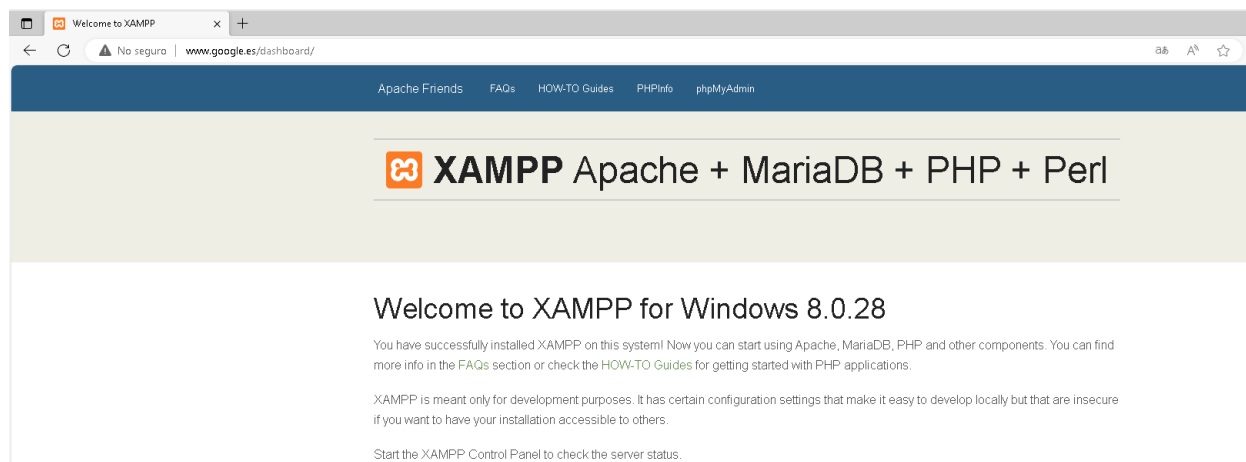 Welcome to XAMPP
No seguro | www.google.es/dashboard/
Apache Friends FAQs HOW-TO Guides PHPInfo phpMyAdmin
XAMPP Apache + MariaDB + PHP + Perl
Welcome to XAMPP for Windows 8.0.28
You have successfully installed XAMPP on this system! Now you can start using Apache, MariaDB, PHP and other components. You can find
more info in the FAQs section or check the HOW-TO Guides for getting started with PHP applications.
XAMPP is meant only for development purposes. It has certain configuration settings that make it easy to develop locally but that are insecure
if you want to have your installation accessible to others.
Start the XAMPP Control Panel to check the server status.